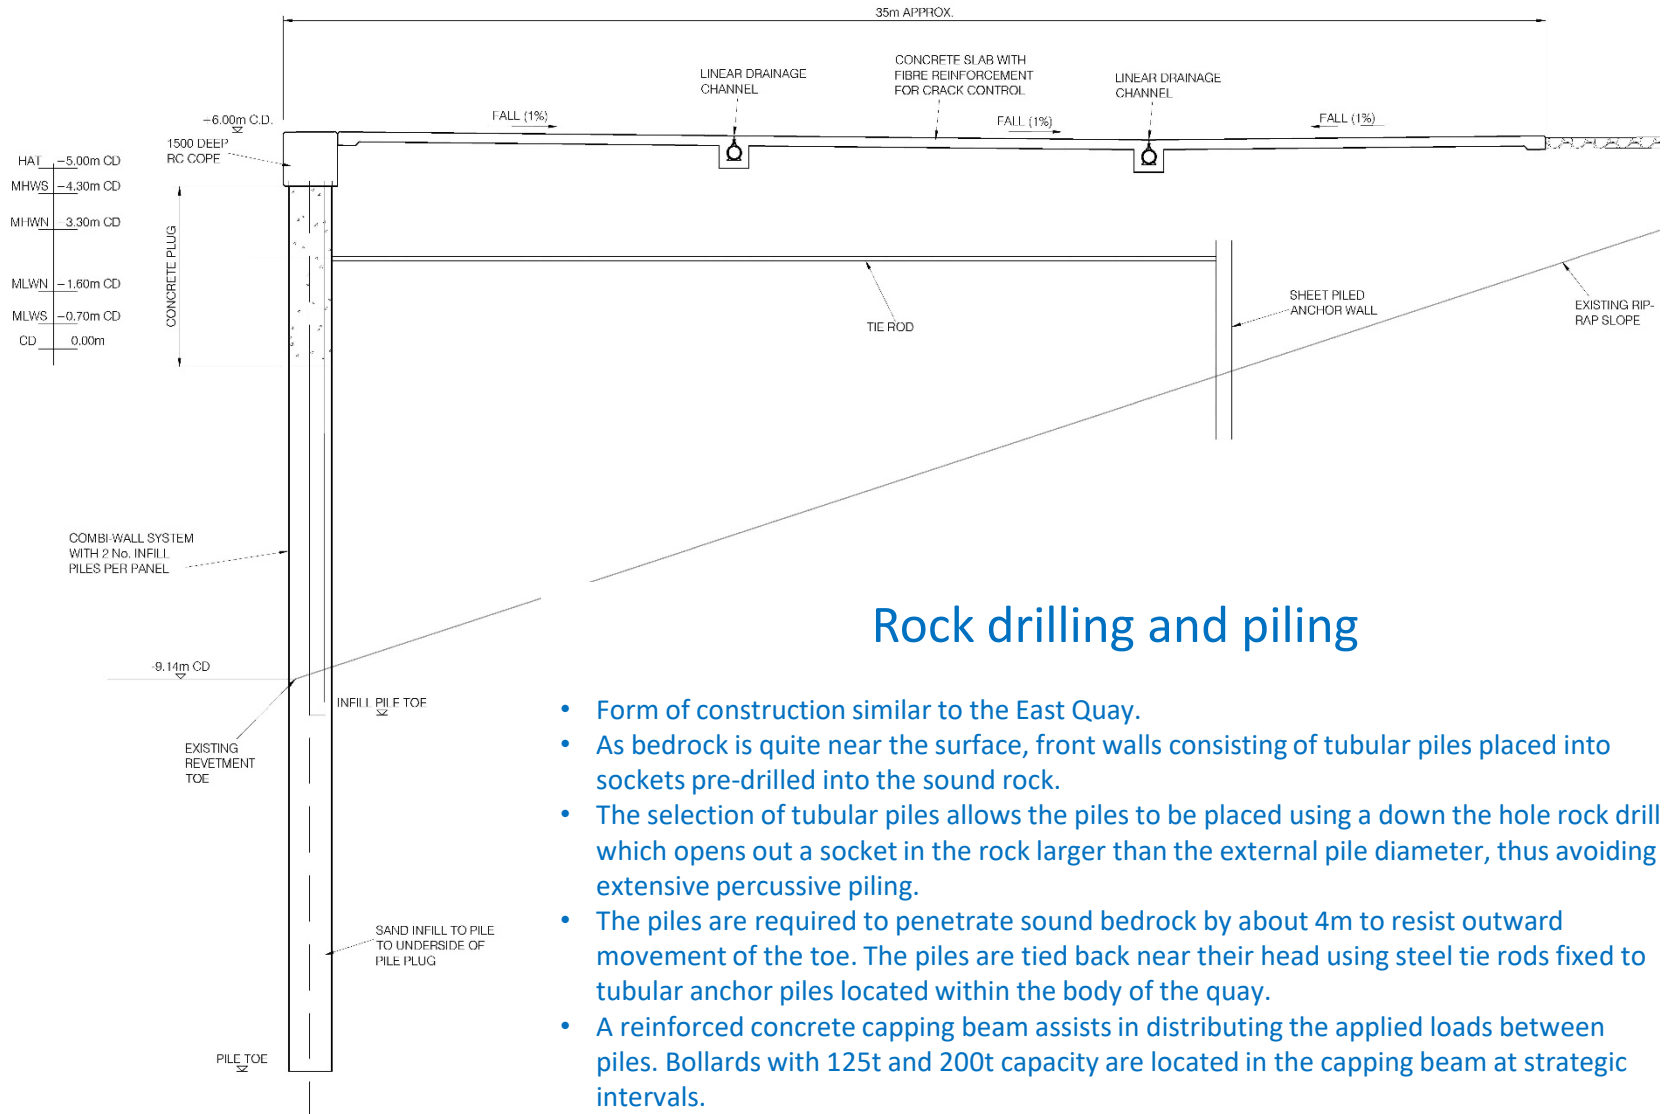 35m APPROX.
CONCRETE SLAB WITH
FIBRE REINFORCEMENT
FOR CRACK CONTROL
LINEAR DRAINAGE
CHANNEL
LINEAR DRAINAGE
CHANNEL
FALL (1%)
FALL (1%)
FALL (1%)
–6.00m C.D.
1500 DEEP
RC COPE
HAT –5.00m CD
MHWS –4.30m CD
MHWN –3.30m CD
MLWN –1.60m CD
MLWS –0.70m CD
CD 0.00m
CONCRETE PLUG
TIE ROD
SHEET PILED
ANCHOR WALL
EXISTING RIP-
RAP SLOPE
COMBI-WALL SYSTEM
WITH 2 No. INFILL
PILES PER PANEL
-9.14m CD
INFILL PILE TOE
EXISTING
REVETMENT
TOE
SAND INFILL TO PILE
TO UNDERSIDE OF
PILE PLUG
PILE TOE
Rock drilling and piling
• Form of construction similar to the East Quay.
• As bedrock is quite near the surface, front walls consisting of tubular piles placed into
sockets pre-drilled into the sound rock.
• The selection of tubular piles allows the piles to be placed using a down the hole rock drill
which opens out a socket in the rock larger than the external pile diameter, thus avoiding
extensive percussive piling.
• The piles are required to penetrate sound bedrock by about 4m to resist outward
movement of the toe. The piles are tied back near their head using steel tie rods fixed to
tubular anchor piles located within the body of the quay.
• A reinforced concrete capping beam assists in distributing the applied loads between
piles. Bollards with 125t and 200t capacity are located in the capping beam at strategic
intervals.